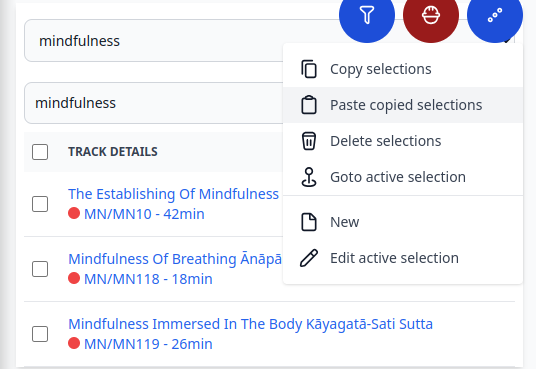 mindfulness
mindfulness
Copy selections
Paste copied selections
Delete selections
Goto active selection
New
Edit active selection
TRACK DETAILS
The Establishing Of Mindfulness
MN/MN10 - 42min
Mindfulness Of Breathing Ānāpā
MN/MN118 - 18min
Mindfulness Immersed In The Body Kāyagatā-Sati Sutta
MN/MN119 - 26min